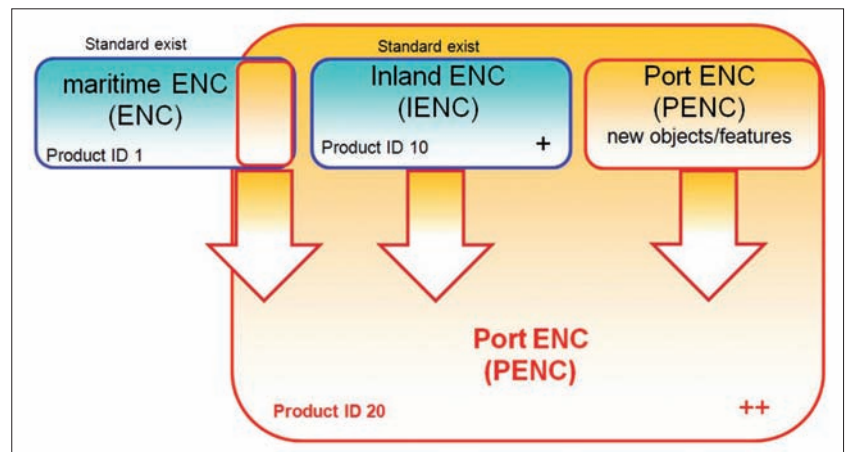 Standard exist
maritime ENC
(ENC)
Product ID 1
Standard exist
Inland ENC
(IENC)
Product ID 10 +
Port ENC
(PENC)
new objects/features
Port ENC
(PENC)
Product ID 20 ++